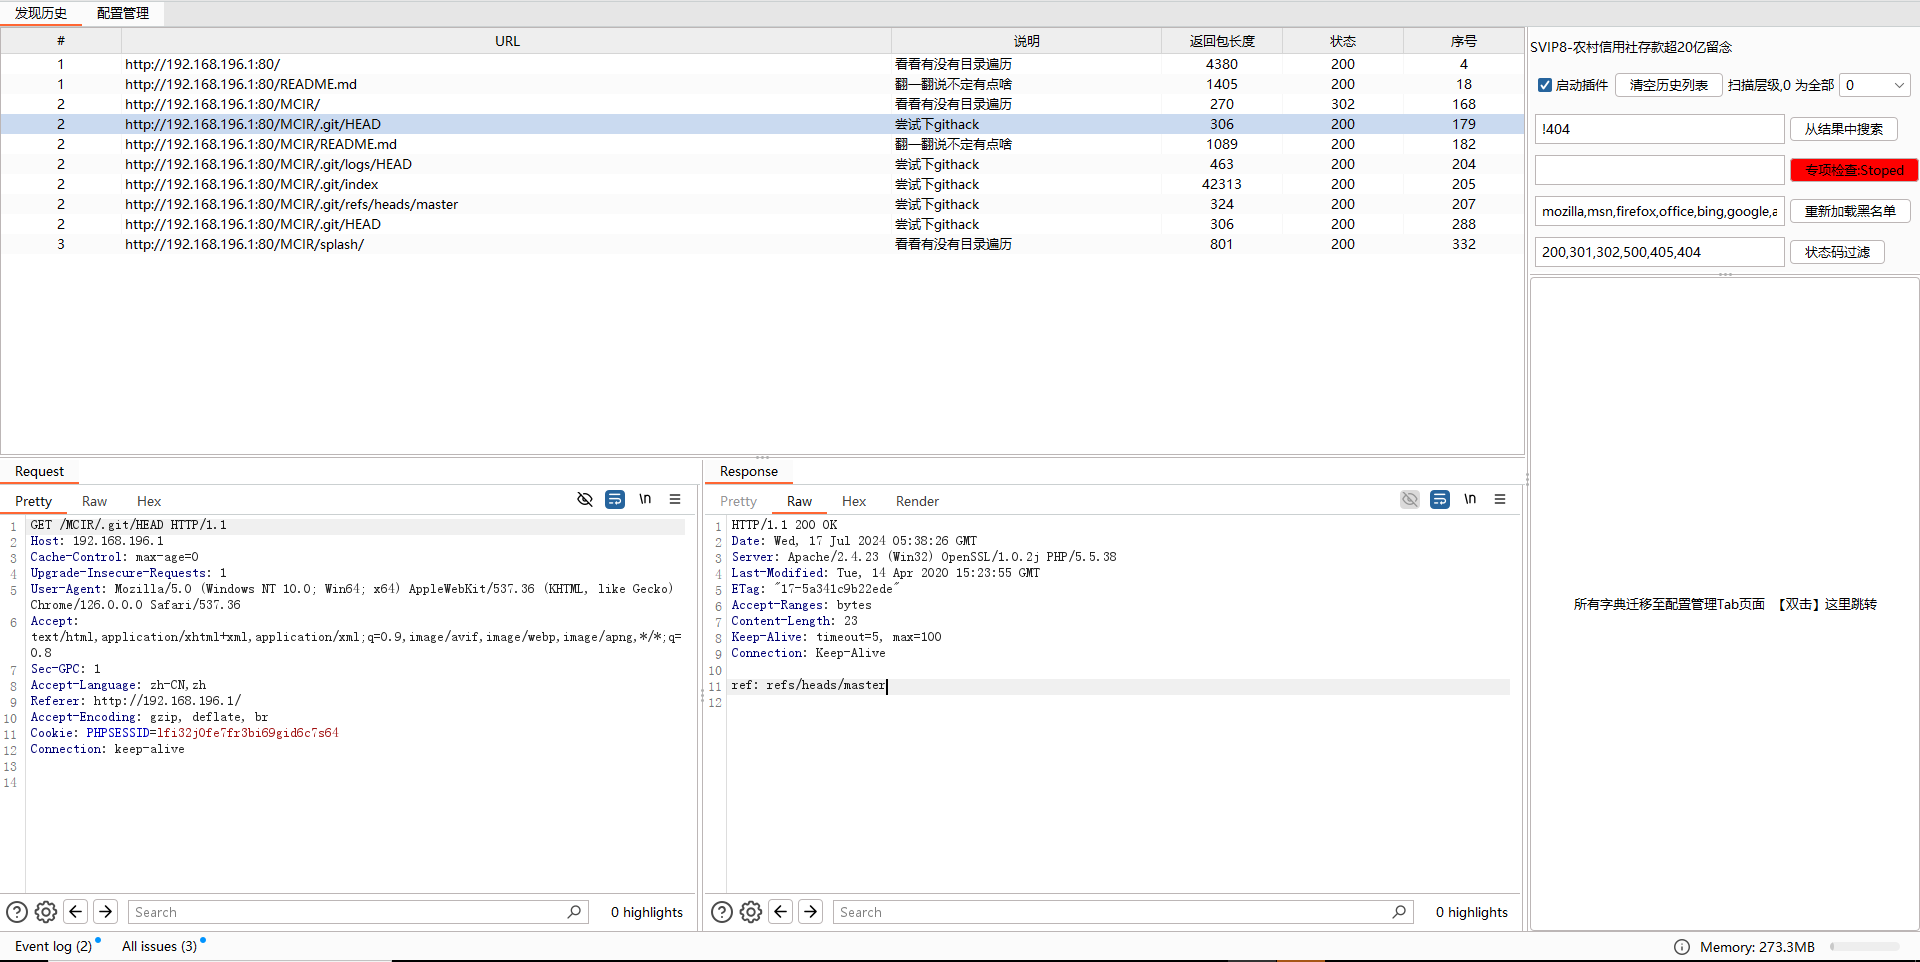 发现历史 配置管理
# URL 说明 返回包长度 状态 序号
1 http://192.168.196.1:80/ 看看有没有目录遍历 4380 200 4
1 http://192.168.196.1:80/README.md 翻一翻说不定有点啥 1405 200 18
2 http://192.168.196.1:80/MCIR/ 看看有没有目录遍历 270 302 168
2 http://192.168.196.1:80/MCIR/.git/HEAD 尝试下githack 306 200 179
2 http://192.168.196.1:80/MCIR/README.md 翻一翻说不定有点啥 1089 200 182
2 http://192.168.196.1:80/MCIR/.git/logs/HEAD 尝试下githack 463 200 204
2 http://192.168.196.1:80/MCIR/.git/index 尝试下githack 42313 200 205
2 http://192.168.196.1:80/MCIR/.git/refs/heads/master 尝试下githack 324 200 207
2 http://192.168.196.1:80/MCIR/.git/HEAD 尝试下githack 306 200 288
3 http://192.168.196.1:80/MCIR/splash/ 看看有没有目录遍历 801 200 332
SVIP8-农村信用社存款超20亿留念
启动插件 清空历史列表 扫描层级,0 为全部 0
!404 从结果中搜索
专项检查:Stoped
mozilla,msn,firefox,office,bing,google,a 重新加载黑名单
200,301,302,500,405,404 状态码过滤
所有字典迁移至配置管理Tab页面 【双击】这里跳转
Request
Pretty Raw Hex \n
1 GET /MCIR/.git/HEAD HTTP/1.1
2 Host: 192.168.196.1
3 Cache-Control: max-age=0
4 Upgrade-Insecure-Requests: 1
5 User-Agent: Mozilla/5.0 (Windows NT 10.0; Win64; x64) AppleWebKit/537.36 (KHTML, like Gecko)
Chrome/126.0.0.0 Safari/537.36
6 Accept:
text/html,application/xhtml+xml,application/xml;q=0.9,image/avif,image/webp,image/apng,*/*;q=
0.8
7 Sec-GPC: 1
8 Accept-Language: zh-CN,zh
9 Referer: http://192.168.196.1/
10 Accept-Encoding: gzip, deflate, br
11 Cookie: PHPSESSID=lfi32j0fe7fr3bi69gid6c7s64
12 Connection: keep-alive
13
14
Response
Pretty Raw Hex Render \n
1 HTTP/1.1 200 OK
2 Date: Wed, 17 Jul 2024 05:38:26 GMT
3 Server: Apache/2.4.23 (Win32) OpenSSL/1.0.2j PHP/5.5.38
4 Last-Modified: Tue, 14 Apr 2020 15:23:55 GMT
5 ETag: "17-5a341c9b22ede"
6 Accept-Ranges: bytes
7 Content-Length: 23
8 Keep-Alive: timeout=5, max=100
9 Connection: Keep-Alive
10
11 ref: refs/heads/master
12
Search 0 highlights
Search 0 highlights
Event log (2) All issues (3) Memory: 273.3MB